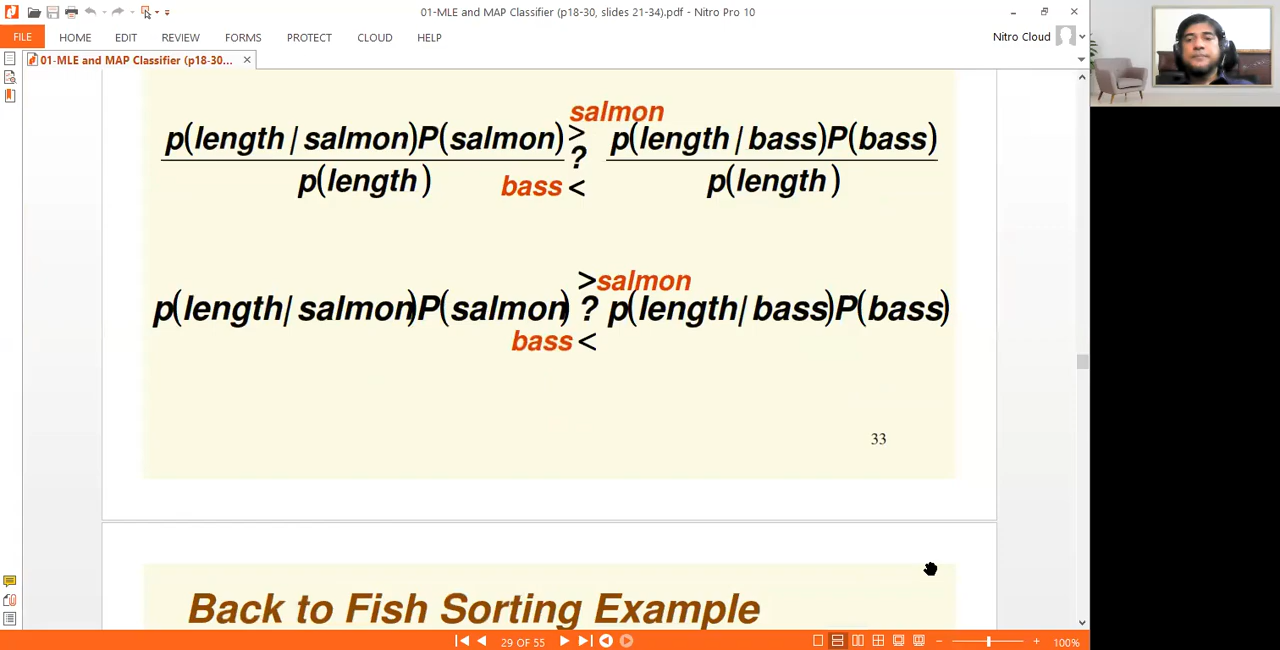 01-MLE and MAP Classifier (p18-30, slides 21-34).pdf - Nitro Pro 10
FILE HOME EDIT REVIEW FORMS PROTECT CLOUD HELP Nitro Cloud
01-MLE and MAP Classifier (p18-30...
salmon
p(length | salmon)P(salmon) > p(length | bass)P(bass)
?
p(length) bass < p(length)
>salmon
p(length | salmon)P(salmon) ? p(length | bass)P(bass)
bass <
33
Back to Fish Sorting Example
29 OF 55
100%